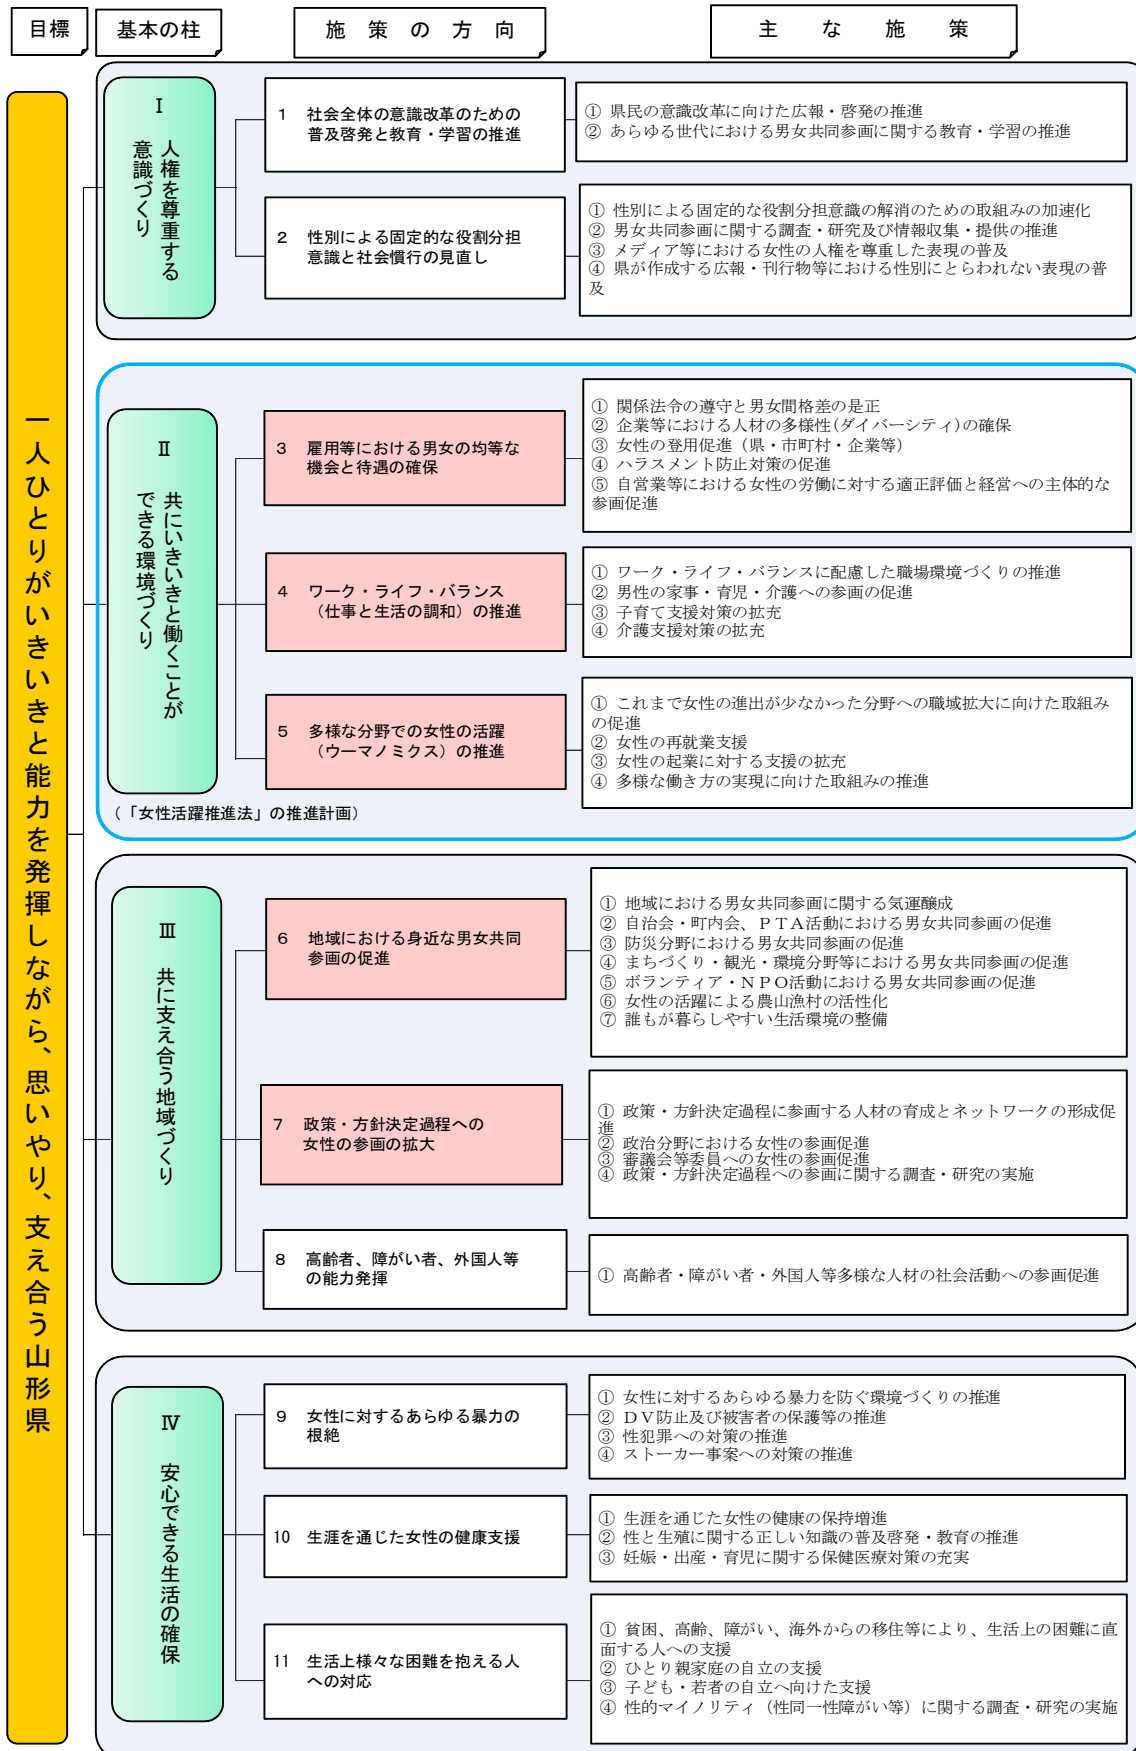 目標
基本の柱
施策の方向
主な施策
一人ひとりがいきいきと能力を発揮しながら、思いやり、支え合う山形県
Ⅰ
人権を尊重する
意識づくり
1 社会全体の意識改革のための
普及啓発と教育・学習の推進
① 県民の意識改革に向けた広報・啓発の推進
② あらゆる世代における男女共同参画に関する教育・学習の推進
2 性別による固定的な役割分担
意識と社会慣行の見直し
① 性別による固定的な役割分担意識の解消のための取組みの加速化
② 男女共同参画に関する調査・研究及び情報収集・提供の推進
③ メディア等における女性の人権を尊重した表現の普及
④ 県が作成する広報・刊行物等における性別にとらわれない表現の普
及
Ⅱ
共にいきいきと働くことが
できる環境づくり
3 雇用等における男女の均等な
機会と待遇の確保
① 関係法令の遵守と男女間格差の是正
② 企業等における人材の多様性(ダイバーシティ)の確保
③ 女性の登用促進（県・市町村・企業等）
④ ハラスメント防止対策の促進
⑤ 自営業等における女性の労働に対する適正評価と経営への主体的な
参画促進
4 ワーク・ライフ・バランス
（仕事と生活の調和）の推進
① ワーク・ライフ・バランスに配慮した職場環境づくりの推進
② 男性の家事・育児・介護への参画の促進
③ 子育て支援対策の拡充
④ 介護支援対策の拡充
5 多様な分野での女性の活躍
（ウーマノミクス）の推進
① これまで女性の進出が少なかった分野への職域拡大に向けた取組み
の促進
② 女性の再就業支援
③ 女性の起業に対する支援の拡充
④ 多様な働き方の実現に向けた取組みの推進
（「女性活躍推進法」の推進計画）
Ⅲ
共に支え合う地域づくり
6 地域における身近な男女共同
参画の促進
① 地域における男女共同参画に関する気運醸成
② 自治会・町内会、ＰＴＡ活動における男女共同参画の促進
③ 防災分野における男女共同参画の促進
④ まちづくり・観光・環境分野等における男女共同参画の促進
⑤ ボランティア・ＮＰＯ活動における男女共同参画の促進
⑥ 女性の活躍による農山漁村の活性化
⑦ 誰もが暮らしやすい生活環境の整備
7 政策・方針決定過程への
女性の参画の拡大
① 政策・方針決定過程に参画する人材の育成とネットワークの形成促
進
② 政治分野における女性の参画促進
③ 審議会等委員への女性の参画促進
④ 政策・方針決定過程への参画に関する調査・研究の実施
8 高齢者、障がい者、外国人等
の能力発揮
① 高齢者・障がい者・外国人等多様な人材の社会活動への参画促進
Ⅳ
安心できる生活の確保
9 女性に対するあらゆる暴力の
根絶
① 女性に対するあらゆる暴力を防ぐ環境づくりの推進
② ＤＶ防止及び被害者の保護等の推進
③ 性犯罪への対策の推進
④ ストーカー事案への対策の推進
10 生涯を通じた女性の健康支援
① 生涯を通じた女性の健康の保持増進
② 性と生殖に関する正しい知識の普及啓発・教育の推進
③ 妊娠・出産・育児に関する保健医療対策の充実
11 生活上様々な困難を抱える人
への対応
① 貧困、高齢、障がい、海外からの移住等により、生活上の困難に直
面する人への支援
② ひとり親家庭の自立の支援
③ 子ども・若者の自立へ向けた支援
④ 性的マイノリティ（性同一性障がい等）に関する調査・研究の実施